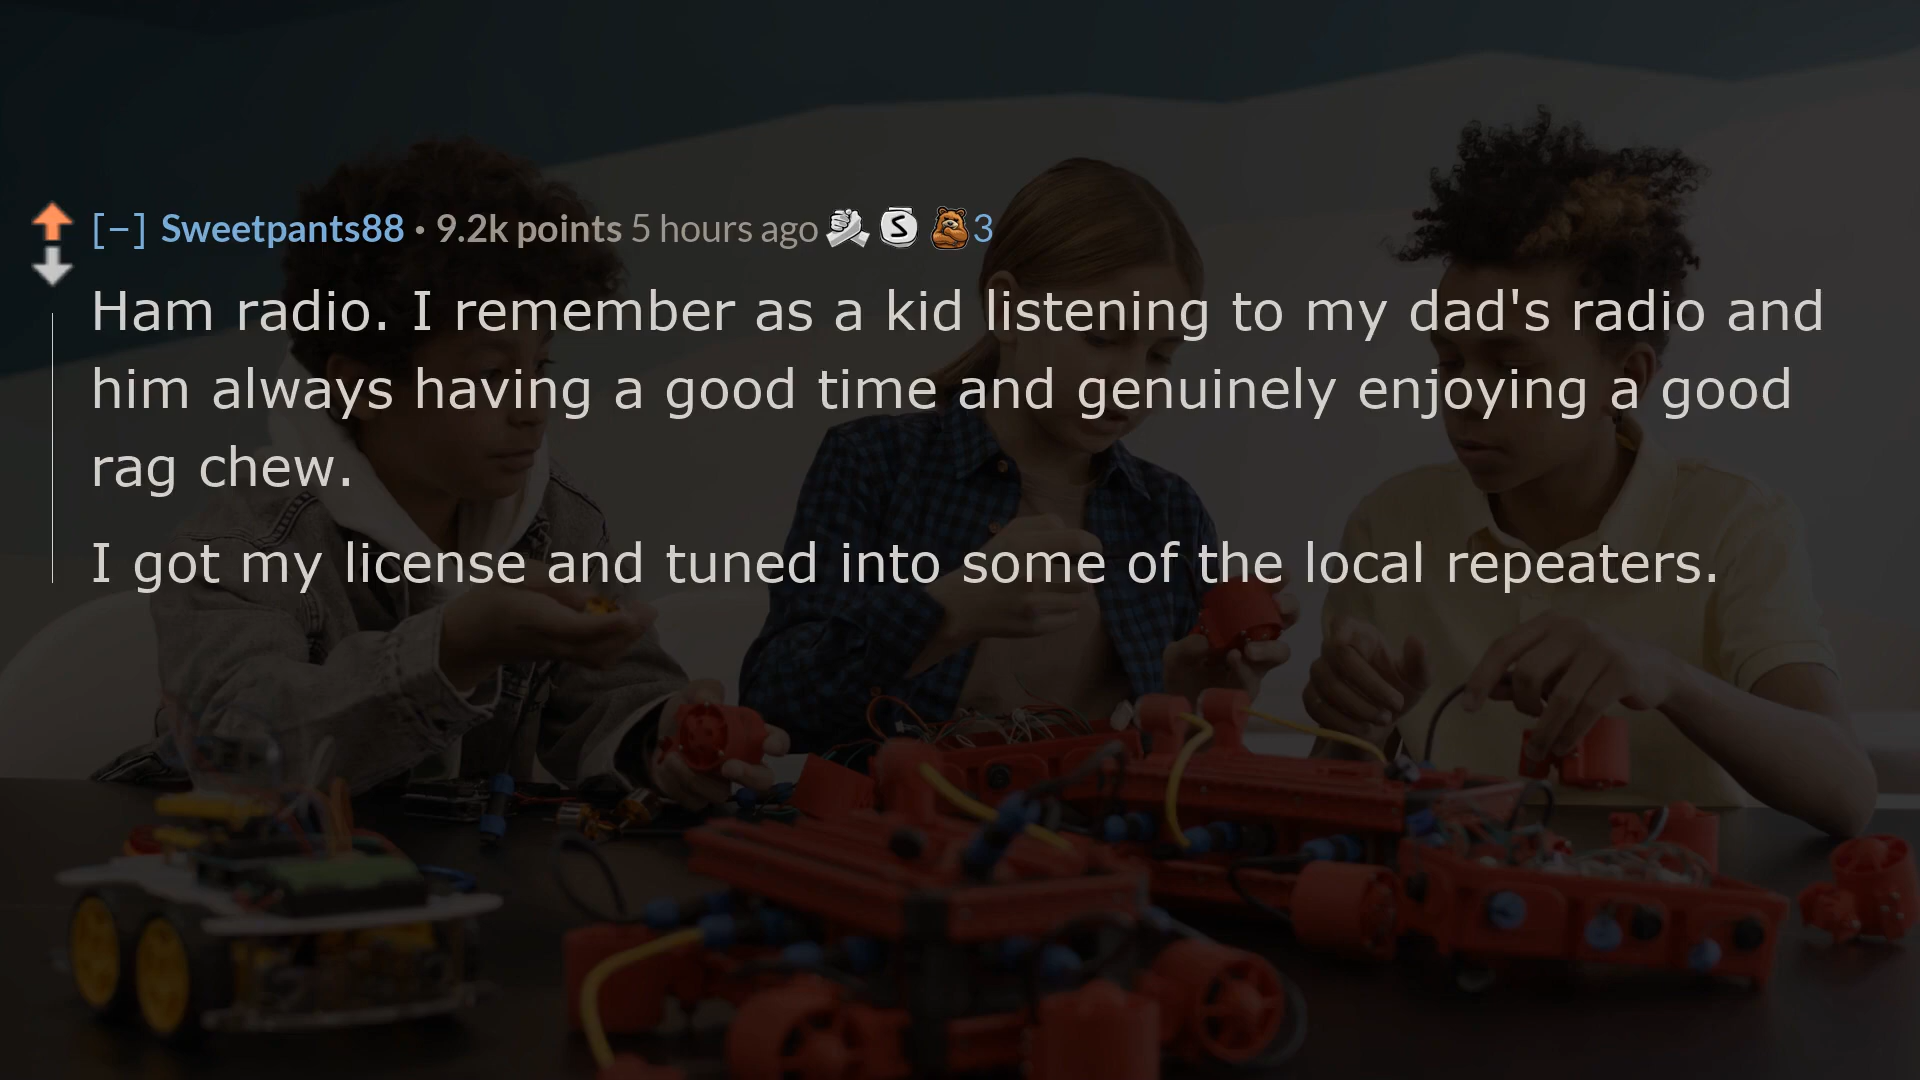 [–] Sweetpants88 · 9.2k points 5 hours ago S 3
Ham radio. I remember as a kid listening to my dad's radio and
him always having a good time and genuinely enjoying a good
rag chew.
I got my license and tuned into some of the local repeaters.